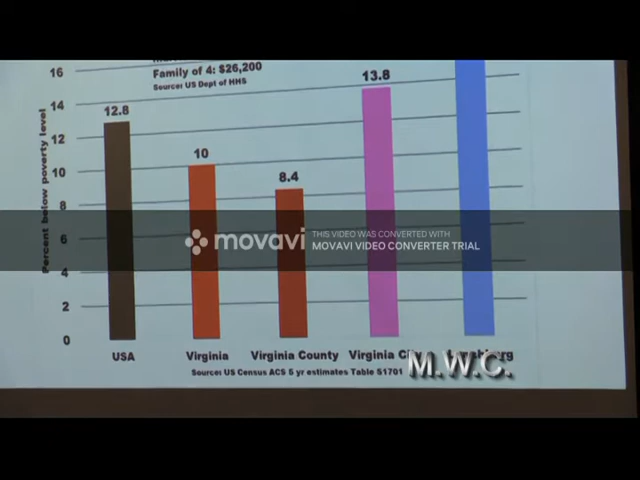 Family of 4: $26,200
Source: US Dept of HHS
16
14
12
10
8
6
4
2
0
Percent below poverty level
12.8
10
8.4
13.8
USA
Virginia
Virginia County
Virginia
Source: US Census ACS 5 yr estimates Table S1701
movavi
THIS VIDEO WAS CONVERTED WITH
MOVAVI VIDEO CONVERTER TRIAL
M.W.C.